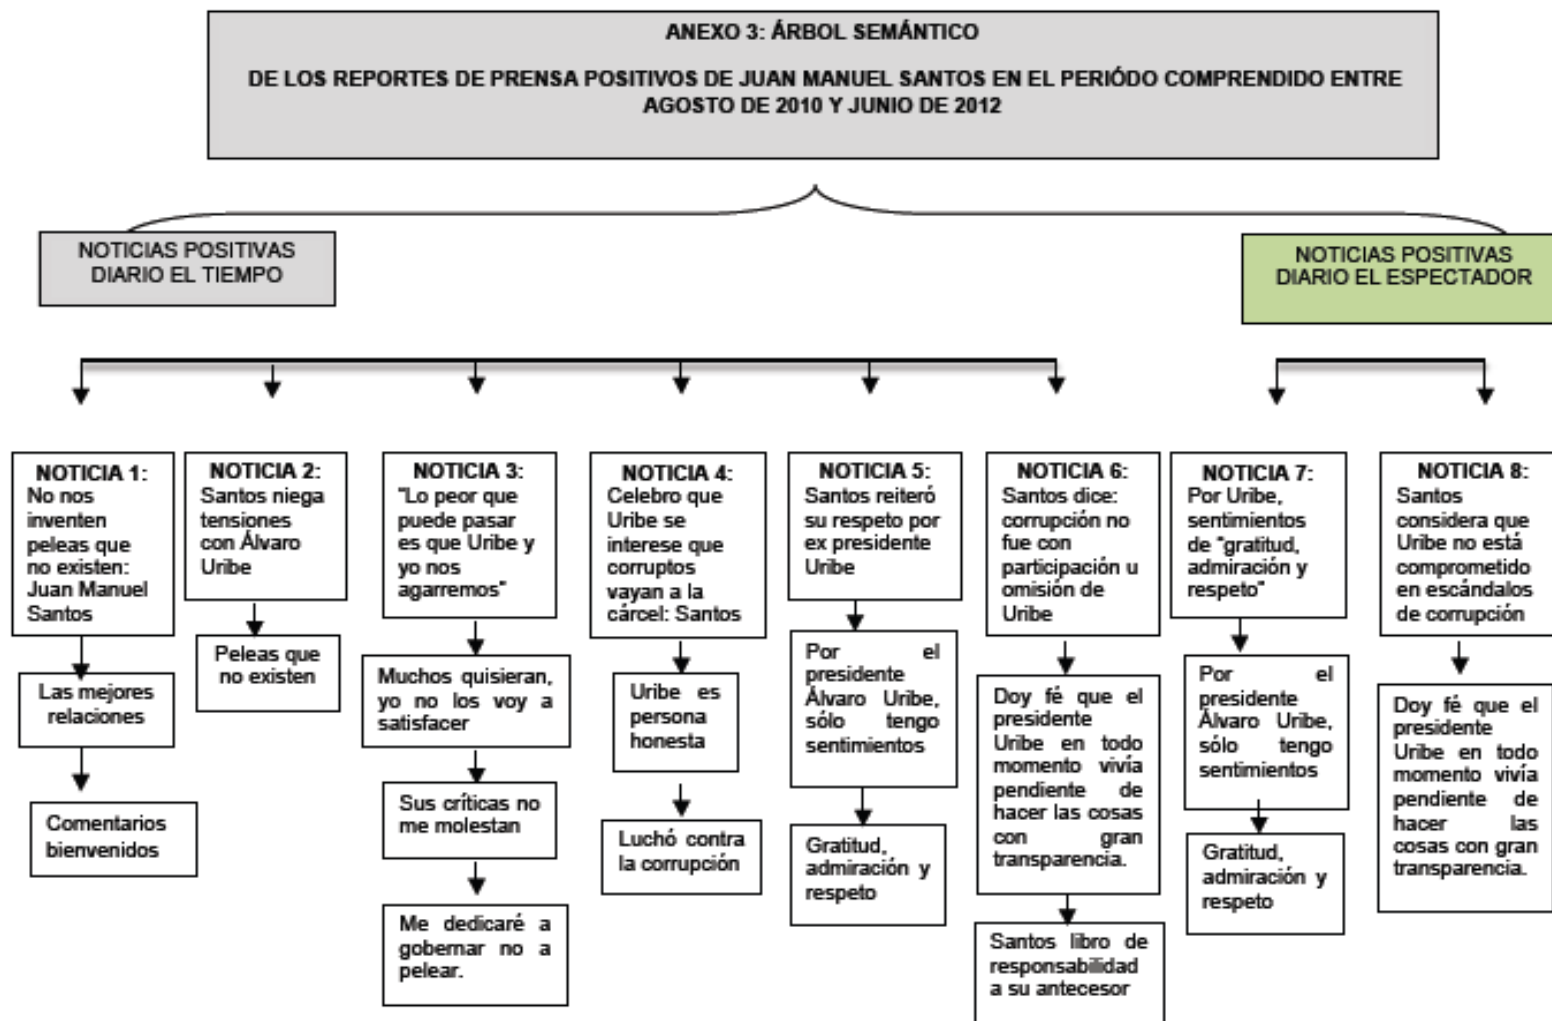 ANEXO 3: ÁRBOL SEMÁNTICO
DE LOS REPORTES DE PRENSA POSITIVOS DE JUAN MANUEL SANTOS EN EL PERIÓDO COMPRENDIDO ENTRE
AGOSTO DE 2010 Y JUNIO DE 2012
NOTICIAS POSITIVAS
DIARIO EL TIEMPO
NOTICIAS POSITIVAS
DIARIO EL ESPECTADOR
NOTICIA 1:
No nos
inventen
peleas que
no existen:
Juan Manuel
Santos
Las mejores
relaciones
Comentarios
bienvenidos
NOTICIA 2:
Santos niega
tensiones
con Álvaro
Uribe
Peleas que
no existen
NOTICIA 3:
"Lo peor que
puede pasar
es que Uribe y
yo nos
agarremos"
Muchos quisieran,
yo no los voy a
satisfacer
Sus críticas no
me molestan
Me dedicaré a
gobernar no a
pelear.
NOTICIA 4:
Celebro que
Uribe se
interese que
corruptos
vayan a la
cárcel: Santos
Uribe es
persona
honesta
Luchó contra
la corrupción
NOTICIA 5:
Santos reiteró
su respeto por
ex presidente
Uribe
Por el
presidente
Álvaro Uribe,
sólo tengo
sentimientos
Gratitud,
admiración y
respeto
NOTICIA 6:
Santos dice:
corrupción no
fue con
participación u
omisión de
Uribe
Doy fé que el
presidente
Uribe en todo
momento vivía
pendiente de
hacer las cosas
con gran
transparencia.
Santos libro de
responsabilidad
a su antecesor
NOTICIA 7:
Por Uribe,
sentimientos
de "gratitud,
admiración y
respeto"
Por el
presidente
Álvaro Uribe,
sólo tengo
sentimientos
Gratitud,
admiración y
respeto
NOTICIA 8:
Santos
considera que
Uribe no está
comprometido
en escándalos
de corrupción
Doy fé que el
presidente
Uribe en todo
momento vivía
pendiente de
hacer las
cosas con gran
transparencia.